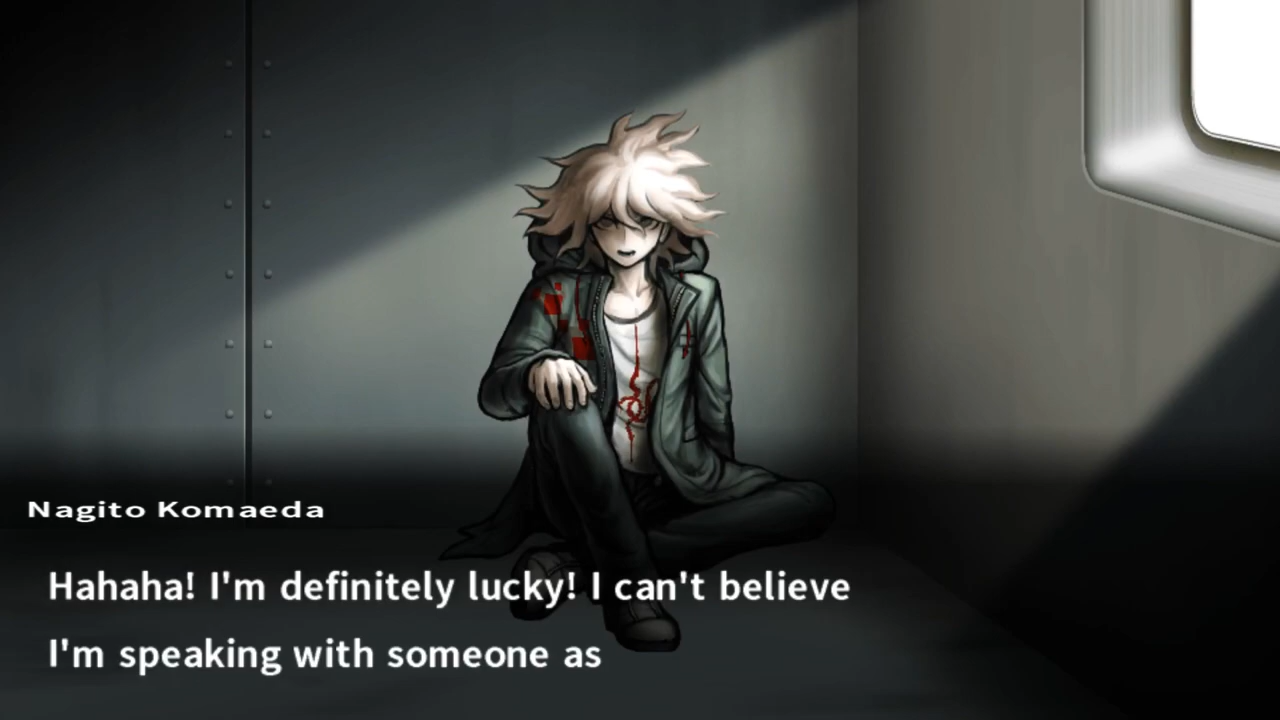 Nagito Komaeda
Hahaha! I'm definitely lucky! I can't believe
I'm speaking with someone as